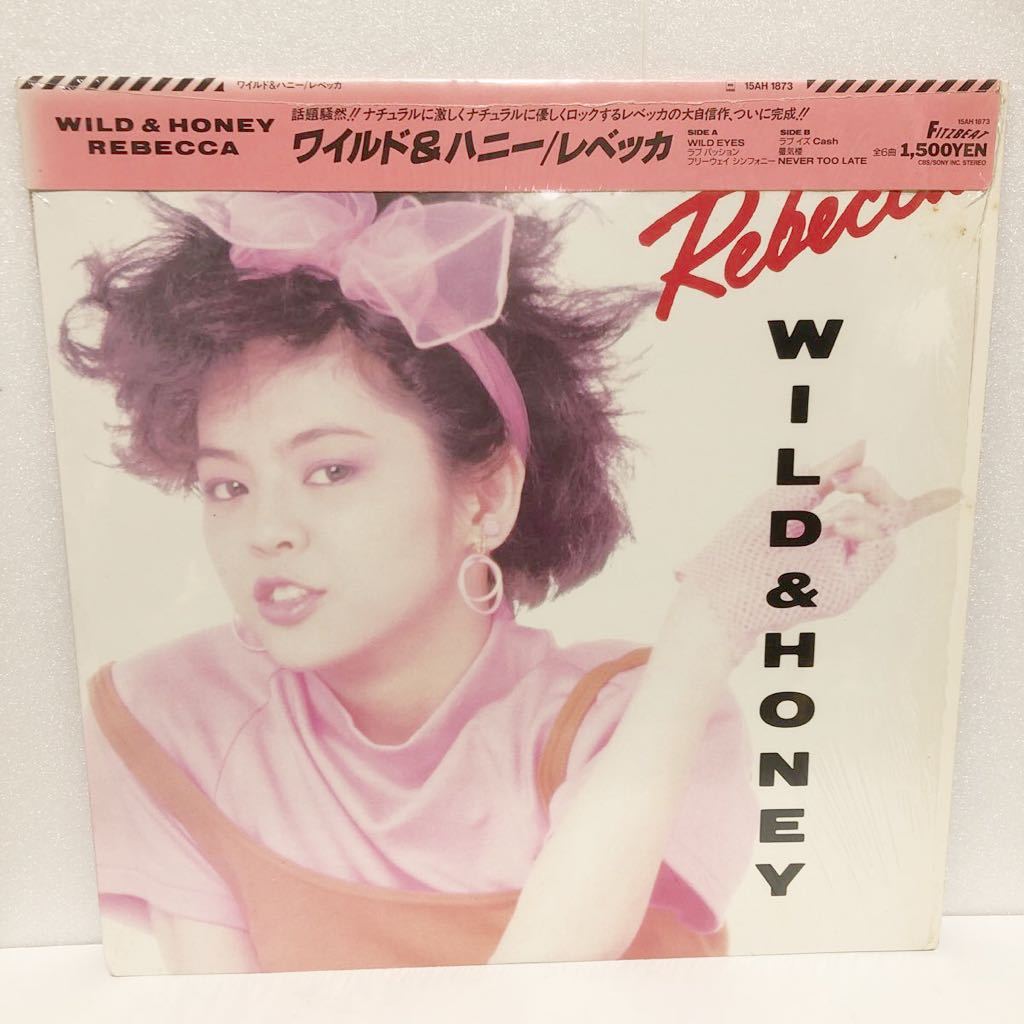 ワイルド&ハニー/レベッカ
15AH 1873
WILD & HONEY
REBECCA
話題騒然!! ナチュラルに激しくナチュラルに優しくロックするレベッカの大自信作、ついに完成!!
ワイルド&ハニー/レベッカ
SIDE A
WILD EYES
ラブ パッション
フリーウェイ シンフォニー
SIDE B
ラブ イズ Cash
蜃気楼
NEVER TOO LATE
15AH 1873
FITZBEAT
全6曲 1,500YEN
CBS/SONY INC. STEREO
Rebecca
WILD&HONEY